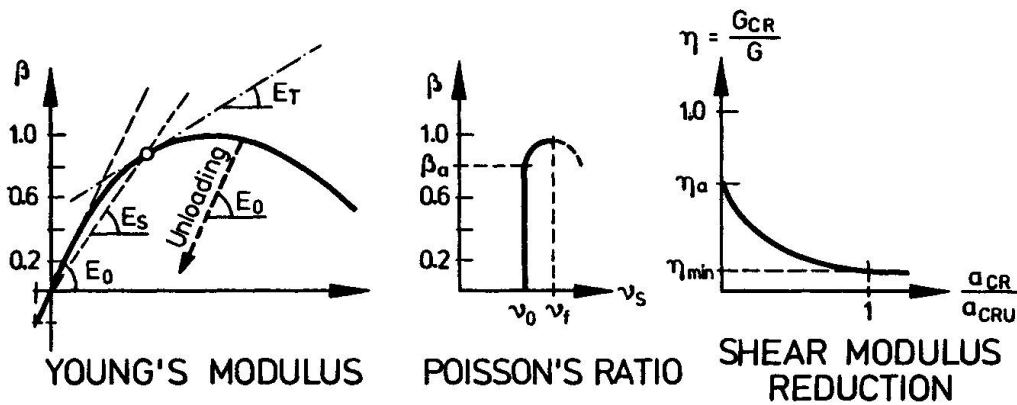 β
1.0
0.6
0.2
E_T
E_S
E_0
Unloading
E_0
YOUNG'S MODULUS
β
1.0
β_a
0.6
0.2
ν_0
ν_f
ν_S
POISSON'S RATIO
η = G_CR/G
1.0
η_a
η_min
1
a_CR/a_CRU
SHEAR MODULUS
REDUCTION